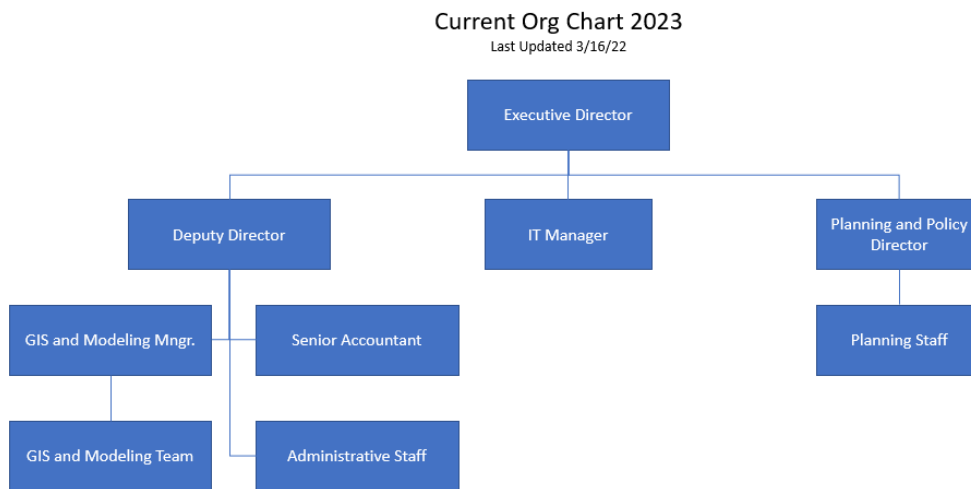 Current Org Chart 2023
Last Updated 3/16/22
Executive Director
Deputy Director
IT Manager
Planning and Policy
Director
GIS and Modeling Mngr.
Senior Accountant
Planning Staff
GIS and Modeling Team
Administrative Staff